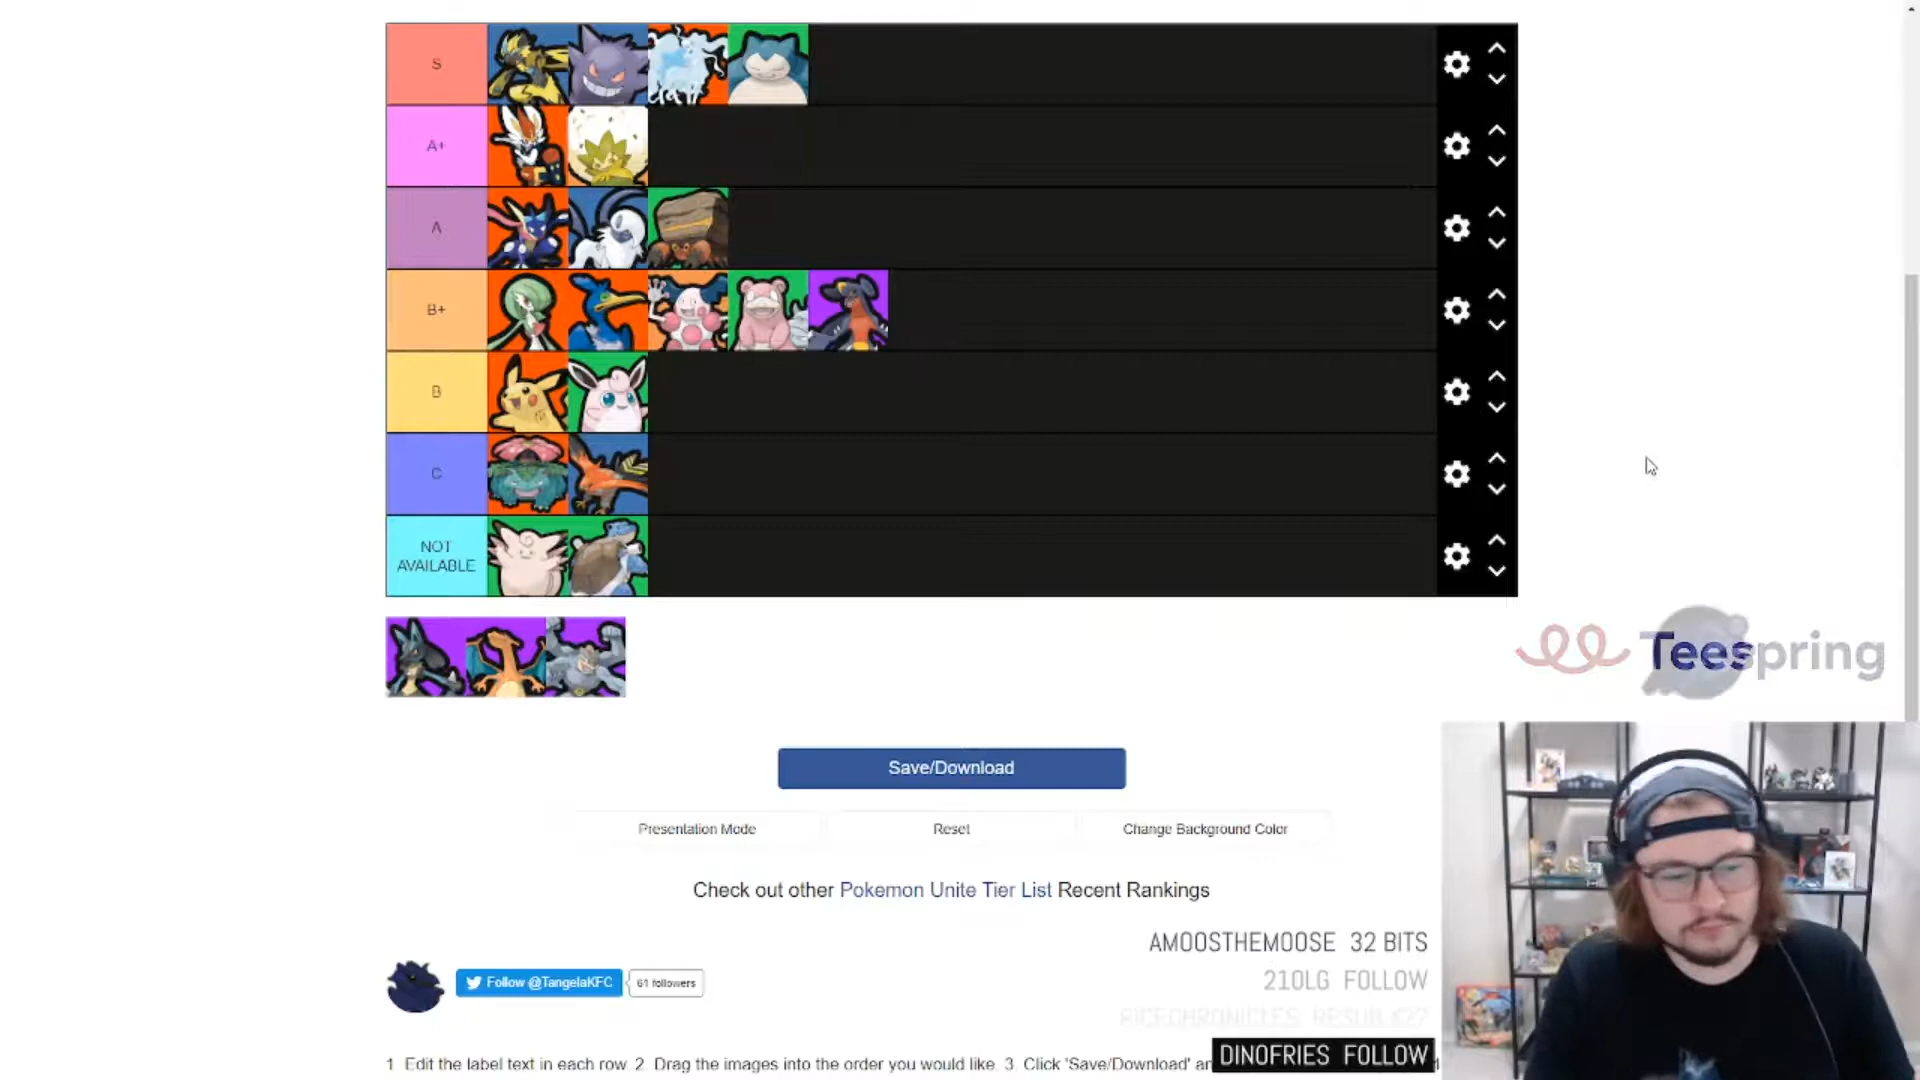 S
A+
A
B+
B
C
NOT
AVAILABLE
Teespring
Save/Download
Presentation Mode
Reset
Change Background Color
Check out other Pokemon Unite Tier List Recent Rankings
AMOOSTHEMOOSE 32 BITS
Follow @TangelaKFC
61 followers
210LG FOLLOW
DINOFRIES FOLLOW
1. Edit the label text in each row. 2. Drag the images into the order you would like. 3. Click 'Save/Download'